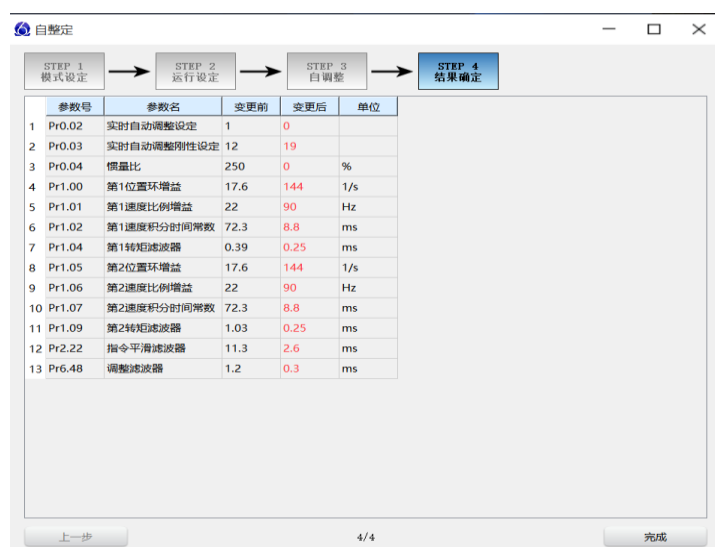 自整定
STEP 1 STEP 2 STEP 3 STEP 4
模式设定 运行设定 自调整 结果确定
参数号 参数名 变更前 变更后 单位
1 Pr0.02 实时自动调整设定 1 0
2 Pr0.03 实时自动调整刚性设定 12 19
3 Pr0.04 惯量比 250 0 %
4 Pr1.00 第1位置环增益 17.6 144 1/s
5 Pr1.01 第1速度比例增益 22 90 Hz
6 Pr1.02 第1速度积分时间常数 72.3 8.8 ms
7 Pr1.04 第1转矩滤波器 0.39 0.25 ms
8 Pr1.05 第2位置环增益 17.6 144 1/s
9 Pr1.06 第2速度比例增益 22 90 Hz
10 Pr1.07 第2速度积分时间常数 72.3 8.8 ms
11 Pr1.09 第2转矩滤波器 1.03 0.25 ms
12 Pr2.22 指令平滑滤波器 11.3 2.6 ms
13 Pr6.48 调整滤波器 1.2 0.3 ms
上一步 4/4 完成